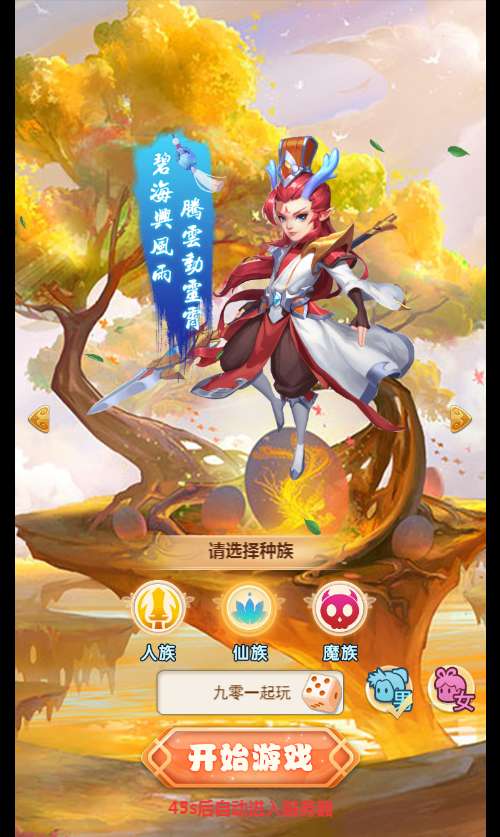 碧海興風雨
騰雲動靈霄
请选择种族
人族
仙族
魔族
九零一起玩
男
女
开始游戏
45s后自动进入服务器